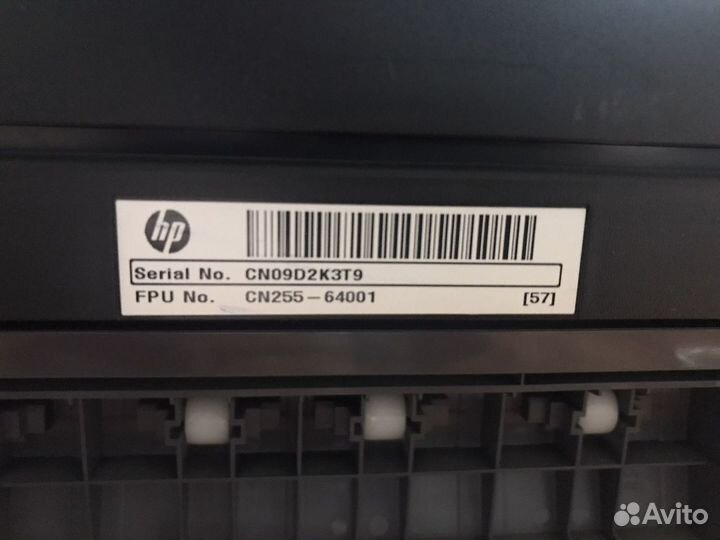 hp
Serial No. CN09D2K3T9
FPU No. CN255-64001 [57]
Avito